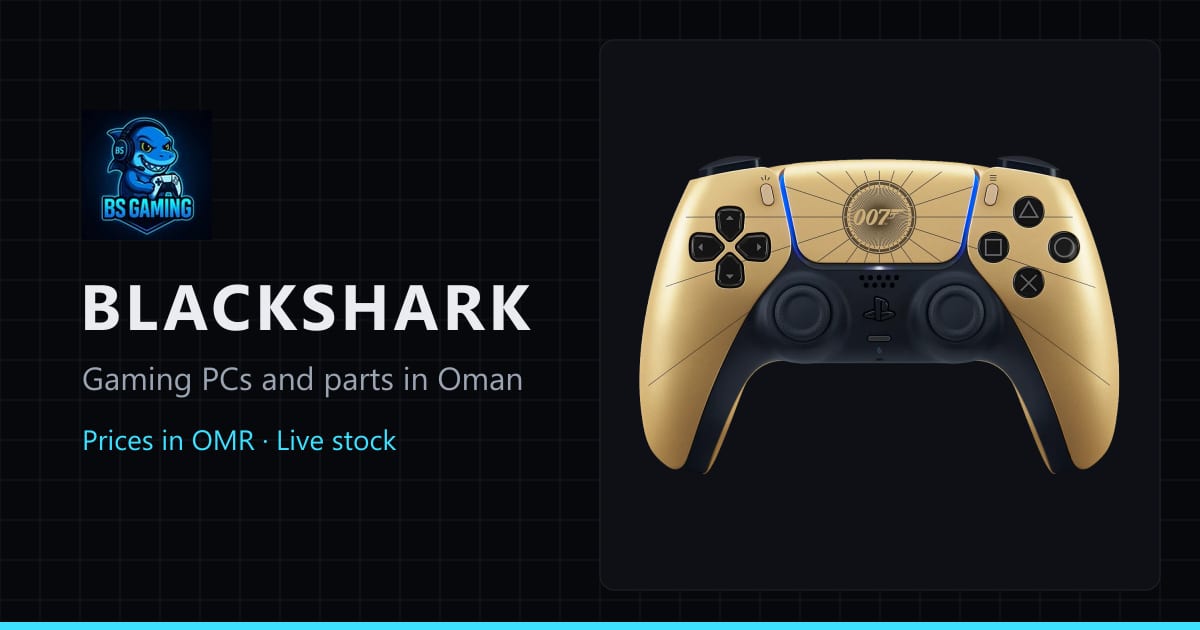 BS
BS GAMING
BLACKSHARK
Gaming PCs and parts in Oman
Prices in OMR · Live stock
007